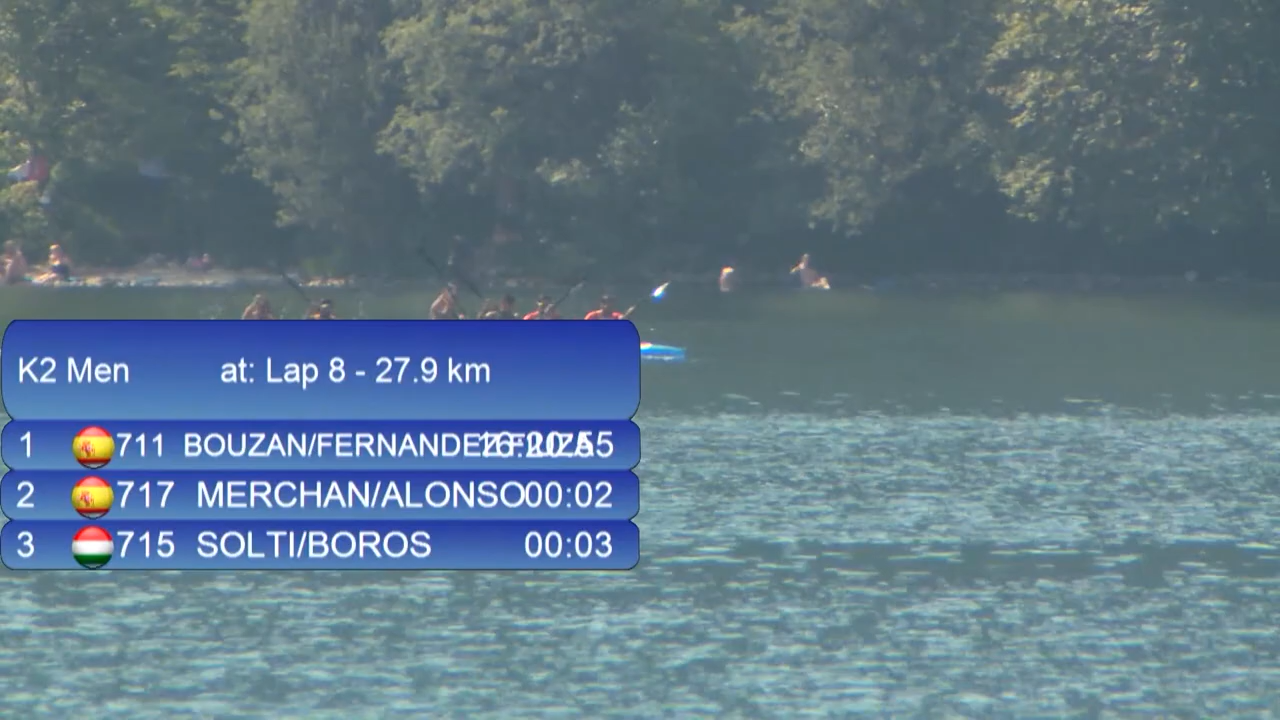 K2 Men at: Lap 8 - 27.9 km
1 711 BOUZAN/FERNANDEZ
2 717 MERCHAN/ALONSO 00:02
3 715 SOLTI/BOROS 00:03